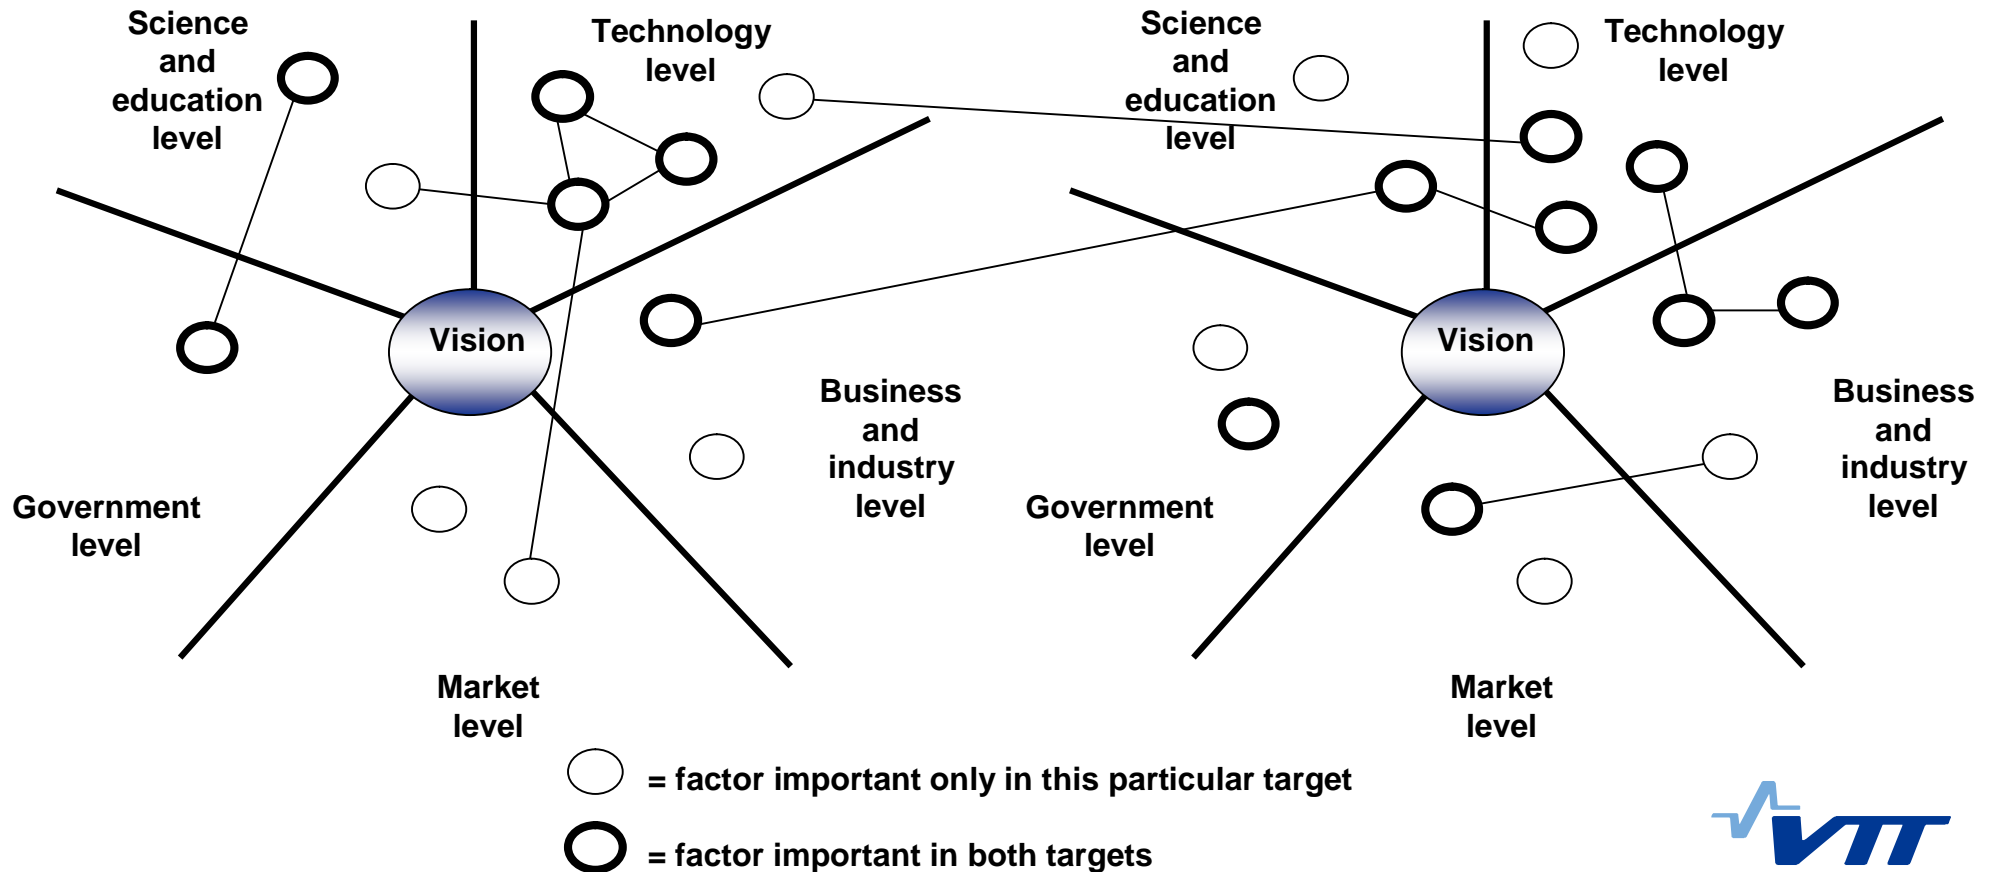 Science
and
education
level
Technology
level
Science
and
education
level
Technology
level
Vision
Vision
Business
and
industry
level
Business
and
industry
level
Government
level
Government
level
Market
level
Market
level
= factor important only in this particular target
= factor important in both targets
VTT